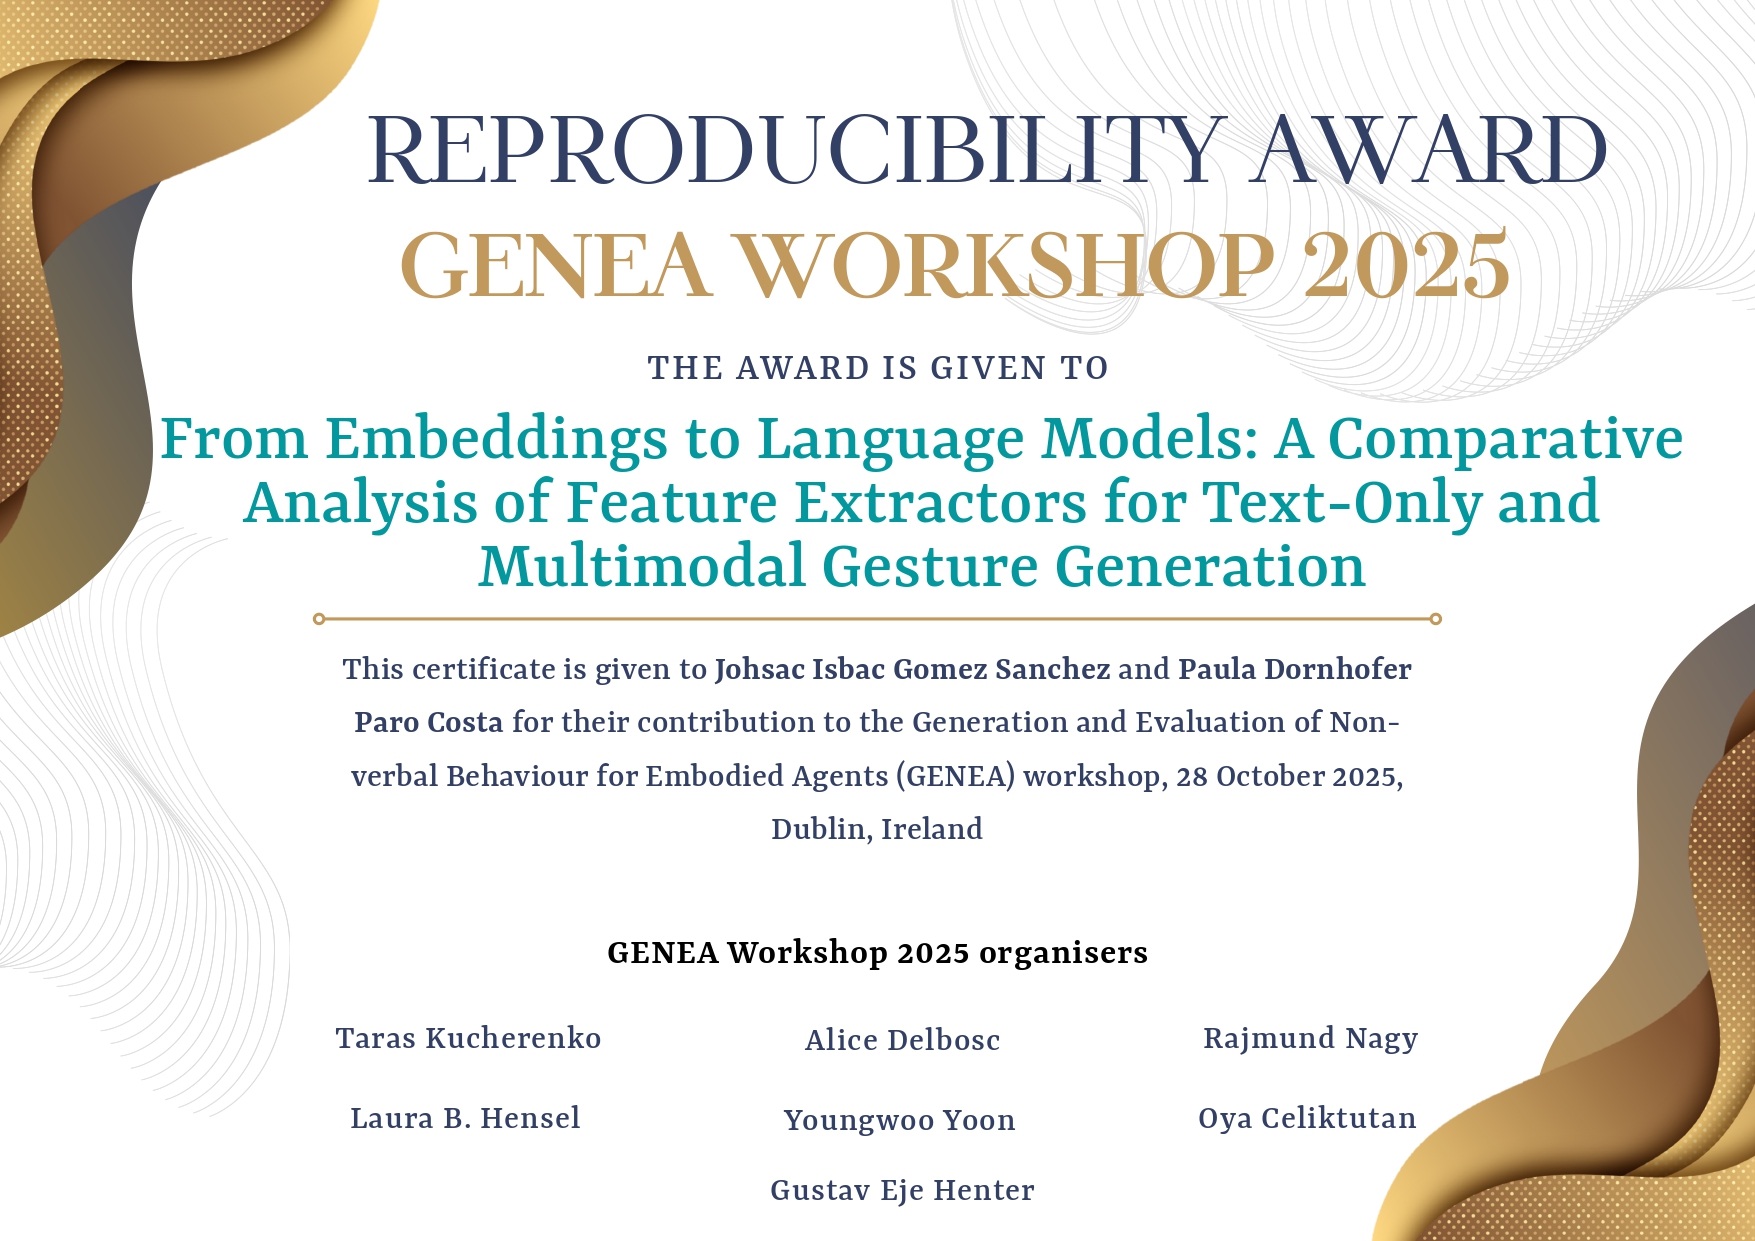 REPRODUCIBILITY AWARD
GENEA WORKSHOP 2025
THE AWARD IS GIVEN TO
From Embeddings to Language Models: A Comparative
Analysis of Feature Extractors for Text-Only and
Multimodal Gesture Generation
This certificate is given to Johsac Isbac Gomez Sanchez and Paula Dornhofer
Paro Costa for their contribution to the Generation and Evaluation of Non-
verbal Behaviour for Embodied Agents (GENEA) workshop, 28 October 2025,
Dublin, Ireland
GENEA Workshop 2025 organisers
Taras Kucherenko Alice Delbosc Rajmund Nagy
Laura B. Hensel Youngwoo Yoon Oya Celiktutan
Gustav Eje Henter